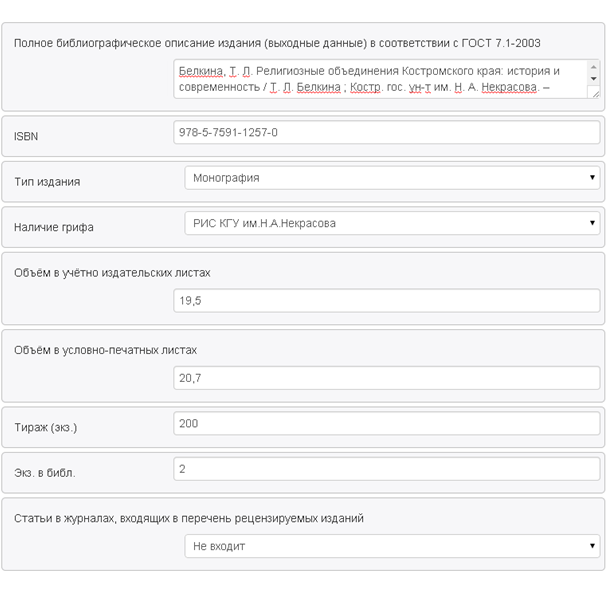 Полное библиографическое описание издания (выходные данные) в соответствии с ГОСТ 7.1-2003
Белкина, Т. Л. Религиозные объединения Костромского края: история и
современность / Т. Л. Белкина ; Костр. гос. ун-т им. Н. А. Некрасова. –
ISBN
978-5-7591-1257-0
Тип издания
Монография
Наличие грифа
РИС КГУ им.Н.А.Некрасова
Объём в учётно издательских листах
19,5
Объём в условно-печатных листах
20,7
Тираж (экз.)
200
Экз. в библ.
2
Статьи в журналах, входящих в перечень рецензируемых изданий
Не входит